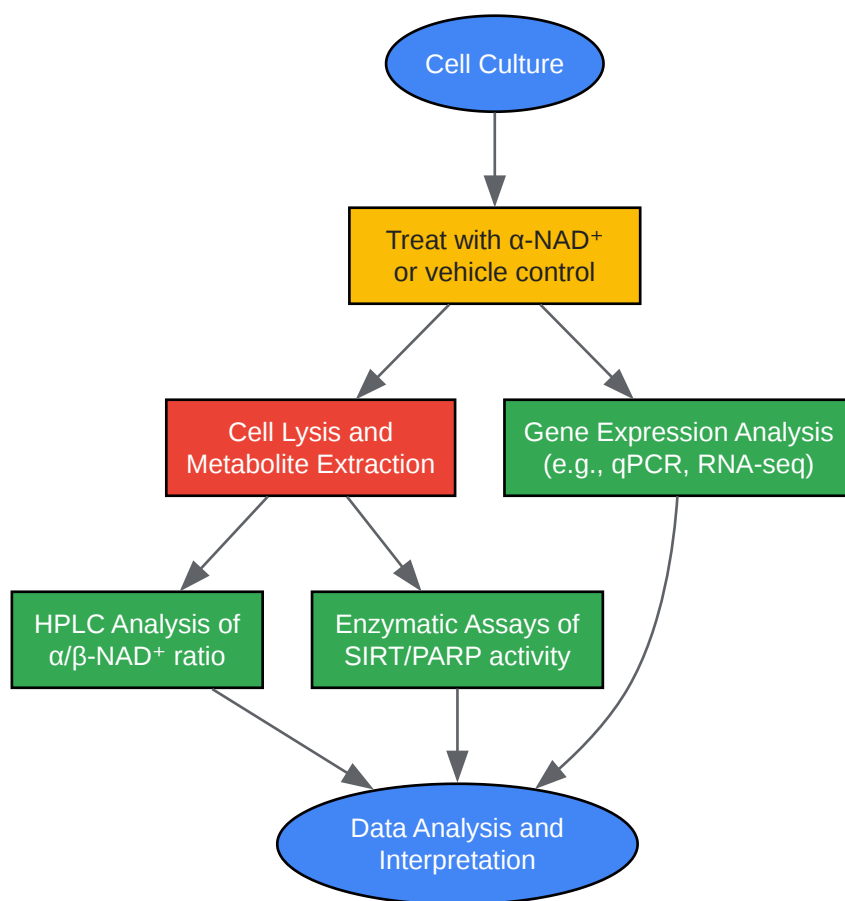 Cell Culture
Treat with α-NAD⁺
or vehicle control
Cell Lysis and
Metabolite Extraction
Gene Expression Analysis
(e.g., qPCR, RNA-seq)
HPLC Analysis of
α/β-NAD⁺ ratio
Enzymatic Assays of
SIRT/PARP activity
Data Analysis and
Interpretation